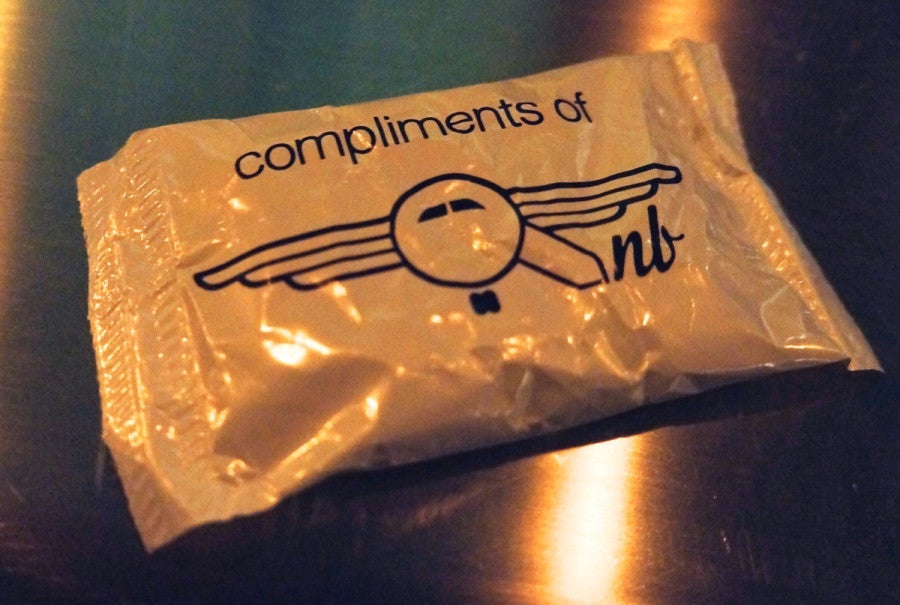 compliments of
nb